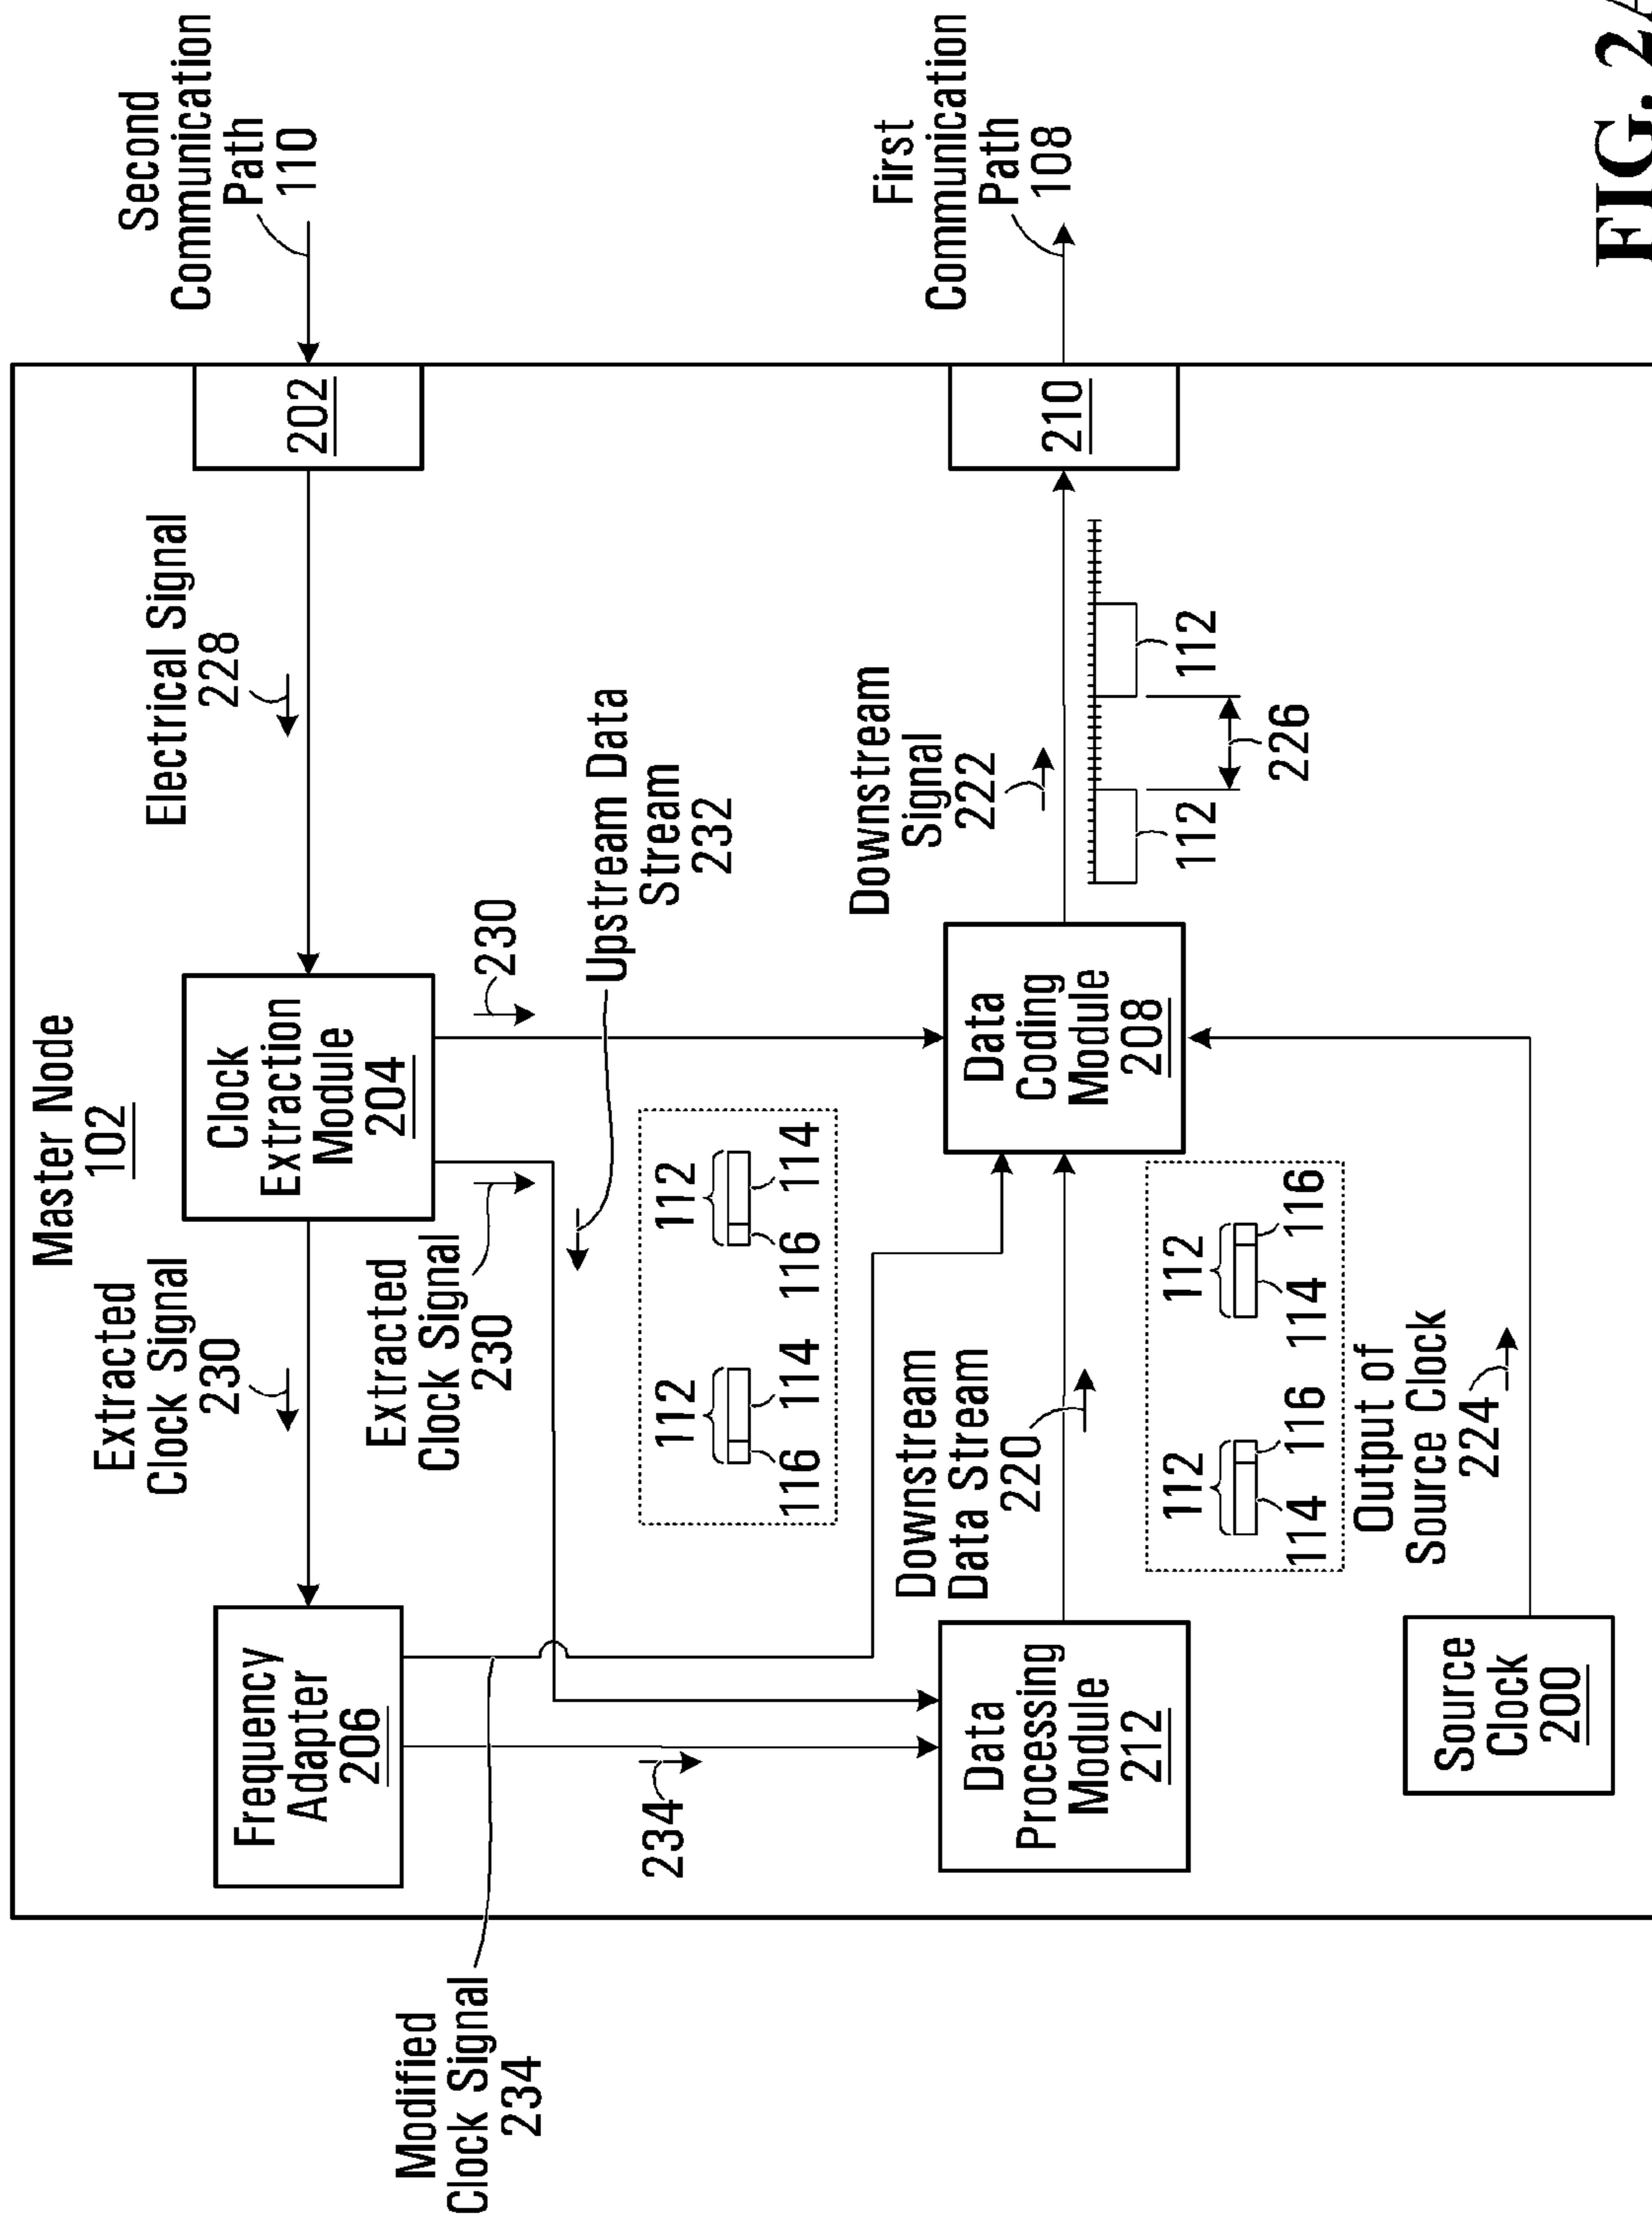 Master Node
102
Second
Communication
Path
110
Electrical Signal
228
202
Extracted
Clock Signal
230
Clock
Extraction
Module
204
Frequency
Adapter
206
Extracted
Clock Signal
230
230
Modified
Clock Signal
234
Upstream Data
Stream
232
234
112
112
116
114
116
114
Downstream
Data Stream
220
Downstream
Signal
222
First
Communication
Path
108
Data
Processing
Module
212
Data
Coding
Module
208
210
112
112
114
116
114
116
112
112
226
Output of
Source Clock
224
Source
Clock
200
FIG. 2A